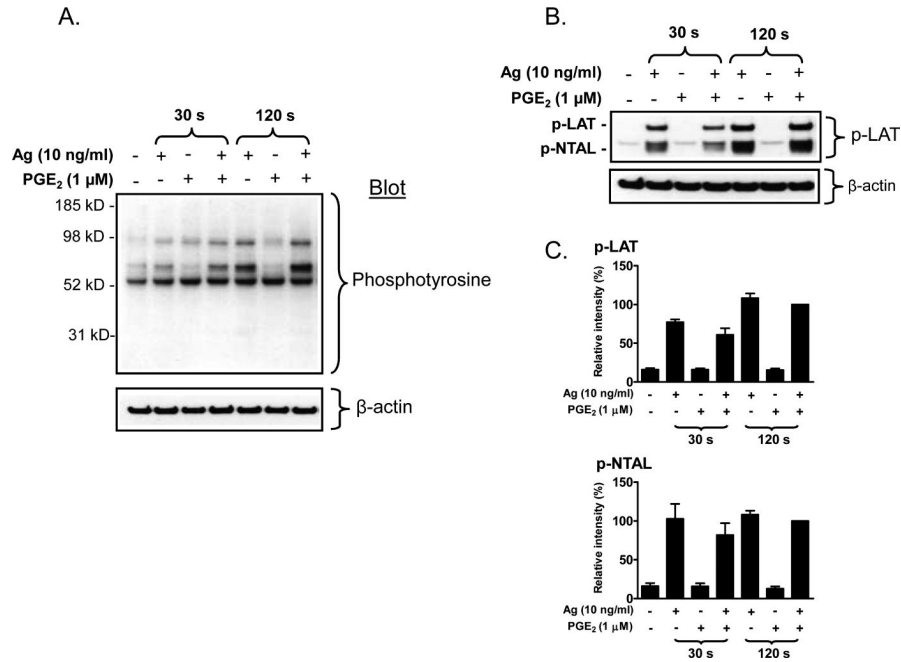 A.
30 s 120 s
Ag (10 ng/ml) - + - + + - +
PGE2 (1 µM) - - + + - + +
Blot
185 kD -
98 kD -
52 kD -
31 kD -
Phosphotyrosine
β-actin
B.
30 s 120 s
Ag (10 ng/ml) - + - + + - +
PGE2 (1 µM) - - + + - + +
p-LAT -
p-NTAL -
p-LAT
β-actin
C.
p-LAT
Relative intensity (%)
150
100
50
0
Ag (10 ng/ml) - + - + + - +
PGE2 (1 µM) - - + + - + +
30 s 120 s
p-NTAL
Relative intensity (%)
150
100
50
0
Ag (10 ng/ml) - + - + + - +
PGE2 (1 µM) - - + + - + +
30 s 120 s